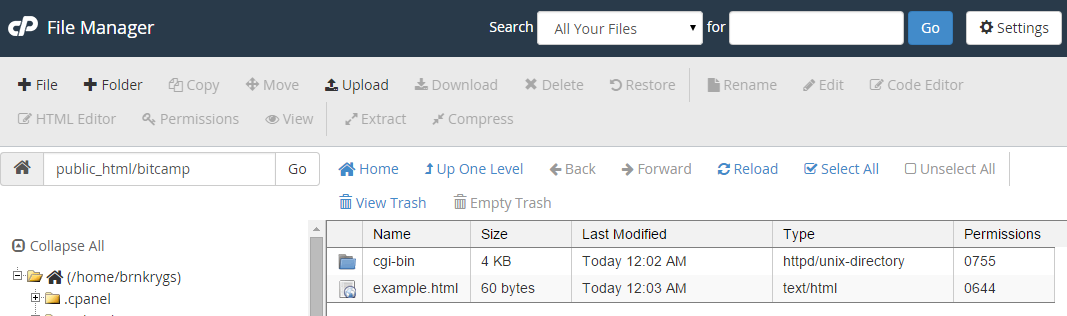 cP File Manager Search All Your Files for Go Settings
File Folder Copy Move Upload Download Delete Restore Rename Edit Code Editor
HTML Editor Permissions View Extract Compress
public_html/bitcamp Go Home Up One Level Back Forward Reload Select All Unselect All
View Trash Empty Trash
Name Size Last Modified Type Permissions
Collapse All
cgi-bin 4 KB Today 12:02 AM httpd/unix-directory 0755
(/home/brnkrygs)
example.html 60 bytes Today 12:03 AM text/html 0644
.cpanel